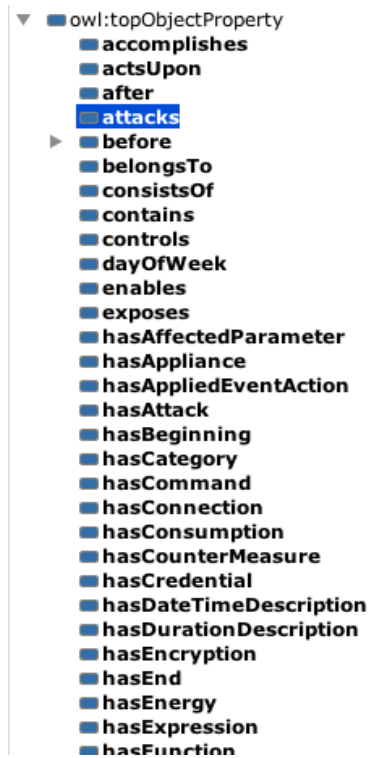 owl:topObjectProperty
accomplishes
actsUpon
after
attacks
before
belongsTo
consistsOf
contains
controls
dayOfWeek
enables
exposes
hasAffectedParameter
hasAppliance
hasAppliedEventAction
hasAttack
hasBeginning
hasCategory
hasCommand
hasConnection
hasConsumption
hasCounterMeasure
hasCredential
hasDateTimeDescription
hasDurationDescription
hasEncryption
hasEnd
hasEnergy
hasExpression
hasFunction